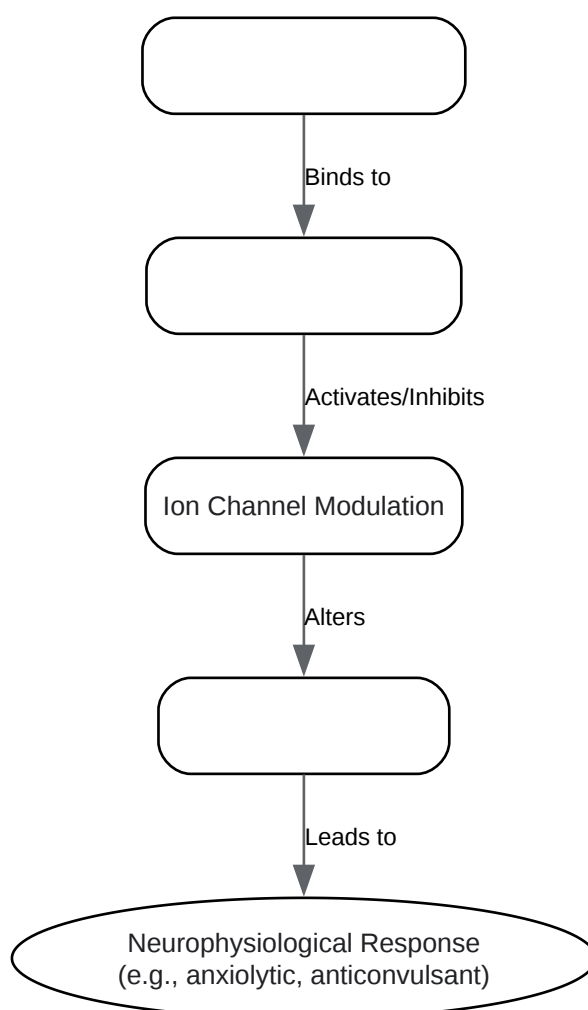 Binds to
Activates/Inhibits
Ion Channel Modulation
Alters
Leads to
Neurophysiological Response
(e.g., anxiolytic, anticonvulsant)